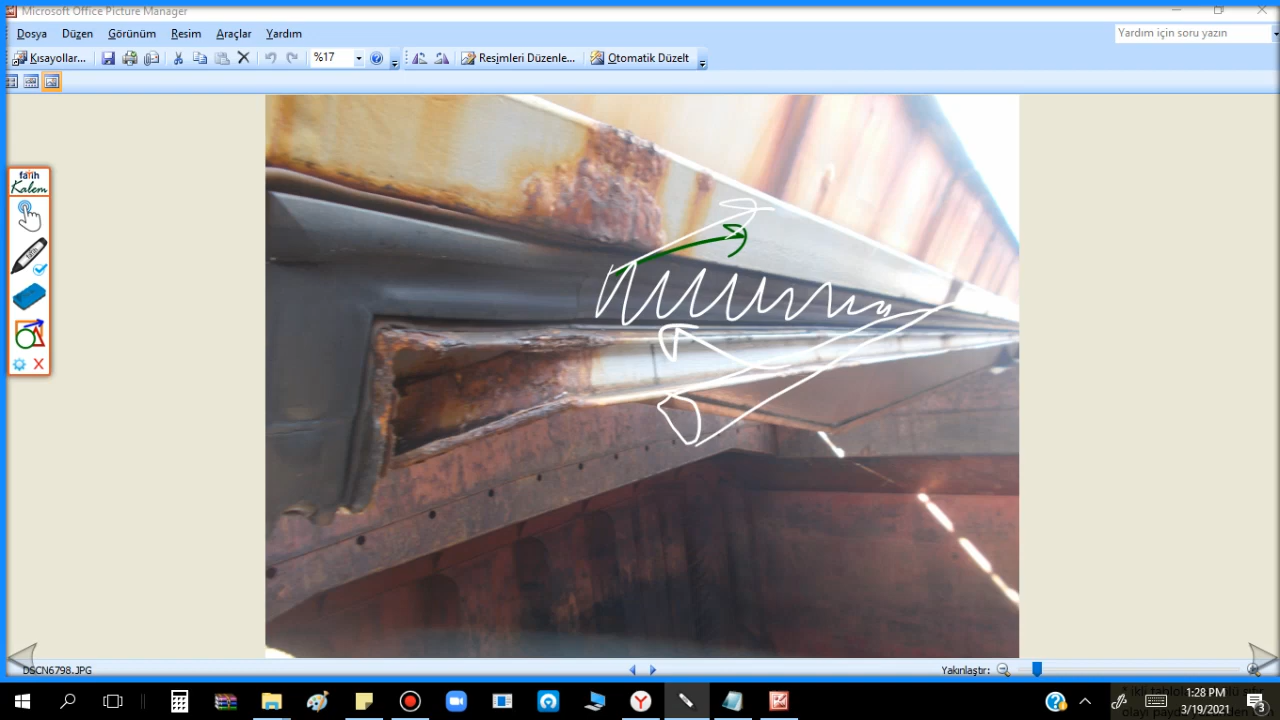 Microsoft Office Picture Manager
Dosya Düzen Görünüm Resim Araçlar Yardım
Yardım için soru yazın
Kısayollar... %17 Resimleri Düzenle... Otomatik Düzelt
fatih
Kalem
DSCN6798.JPG
Yakınlaştır:
1:28 PM
3/19/2021
3